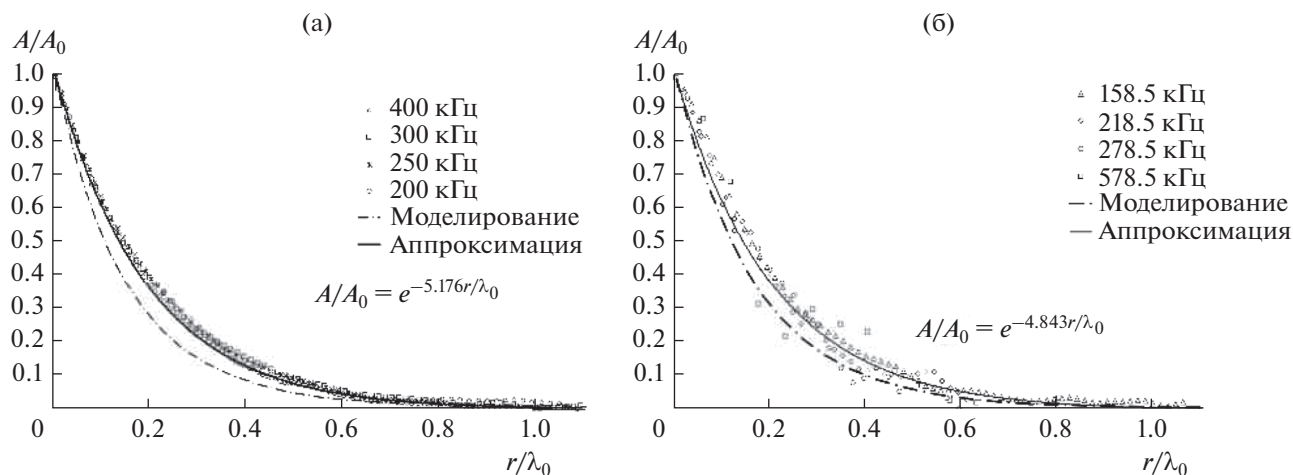 (а)
A/A₀
1.0
0.9
0.8
0.7
0.6
0.5
0.4
0.3
0.2
0.1
400 кГц
300 кГц
250 кГц
200 кГц
Моделирование
Аппроксимация
A/A₀ = e^{–5.176r/λ₀}
0 0.2 0.4 0.6 0.8 1.0
r/λ₀
(б)
A/A₀
1.0
0.9
0.8
0.7
0.6
0.5
0.4
0.3
0.2
0.1
158.5 кГц
218.5 кГц
278.5 кГц
578.5 кГц
Моделирование
Аппроксимация
A/A₀ = e^{–4.843r/λ₀}
0 0.2 0.4 0.6 0.8 1.0
r/λ₀